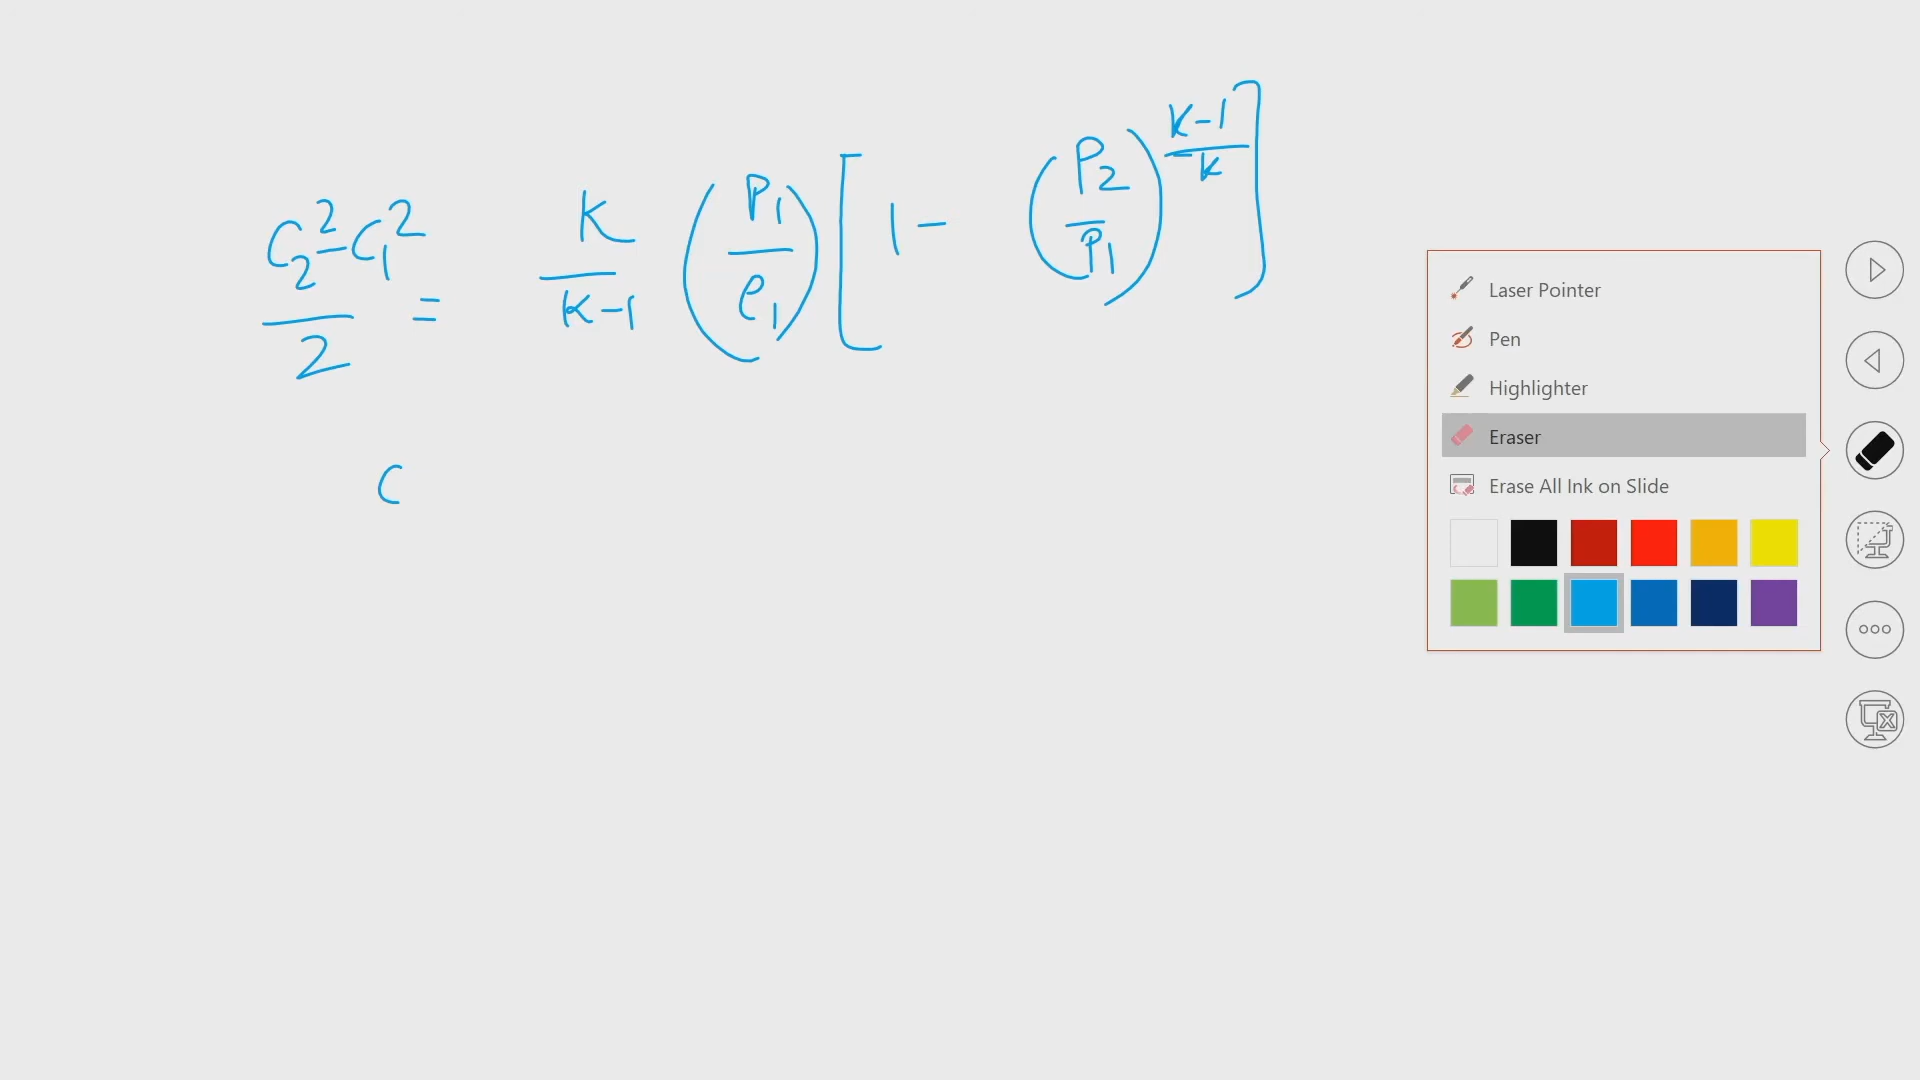 (C₂² - C₁²)/2 = K/(K-1) (P₁/ρ₁) [1 - (P₂/P₁)^((K-1)/K)]
C
Laser Pointer
Pen
Highlighter
Eraser
Erase All Ink on Slide